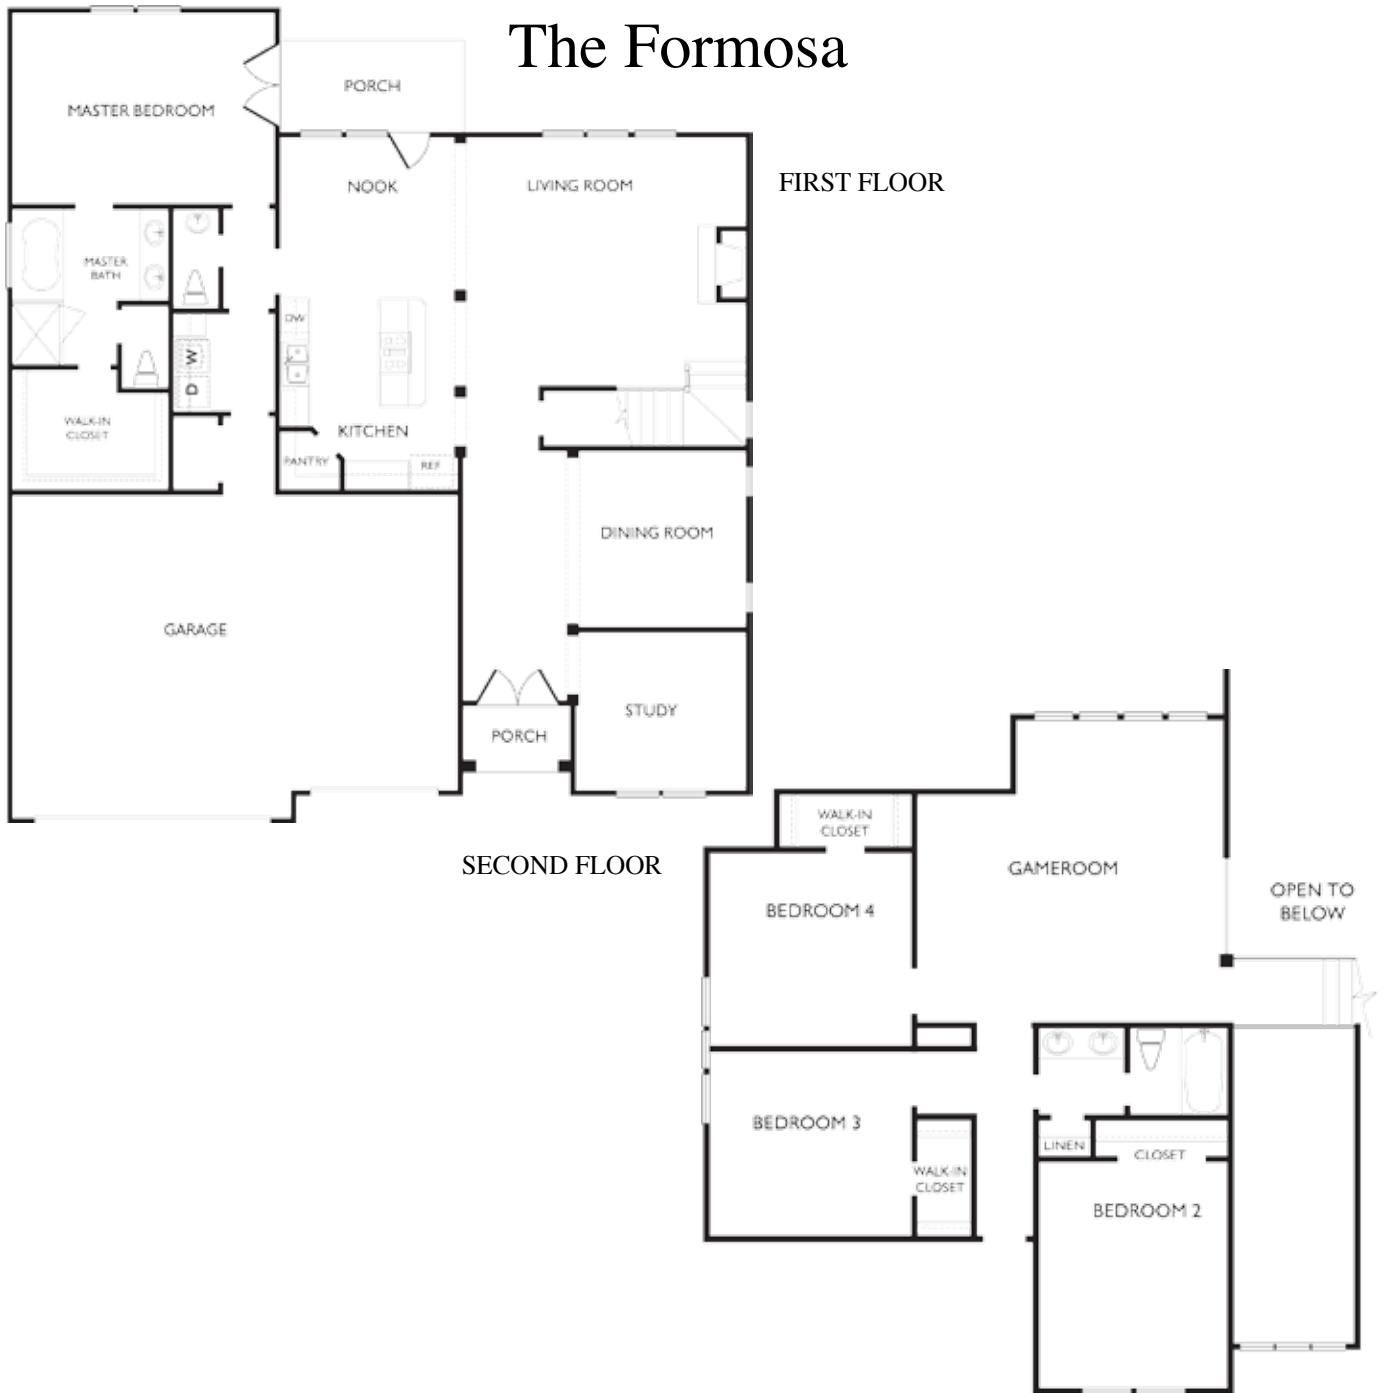 The Formosa
PORCH
MASTER BEDROOM
NOOK
LIVING ROOM
FIRST FLOOR
MASTER
BATH
DW
W
D
WALK-IN
CLOSET
KITCHEN
PANTRY
REF
DINING ROOM
GARAGE
STUDY
PORCH
SECOND FLOOR
WALK-IN
CLOSET
GAMEROOM
BEDROOM 4
OPEN TO
BELOW
BEDROOM 3
LINEN
CLOSET
WALK-IN
CLOSET
BEDROOM 2